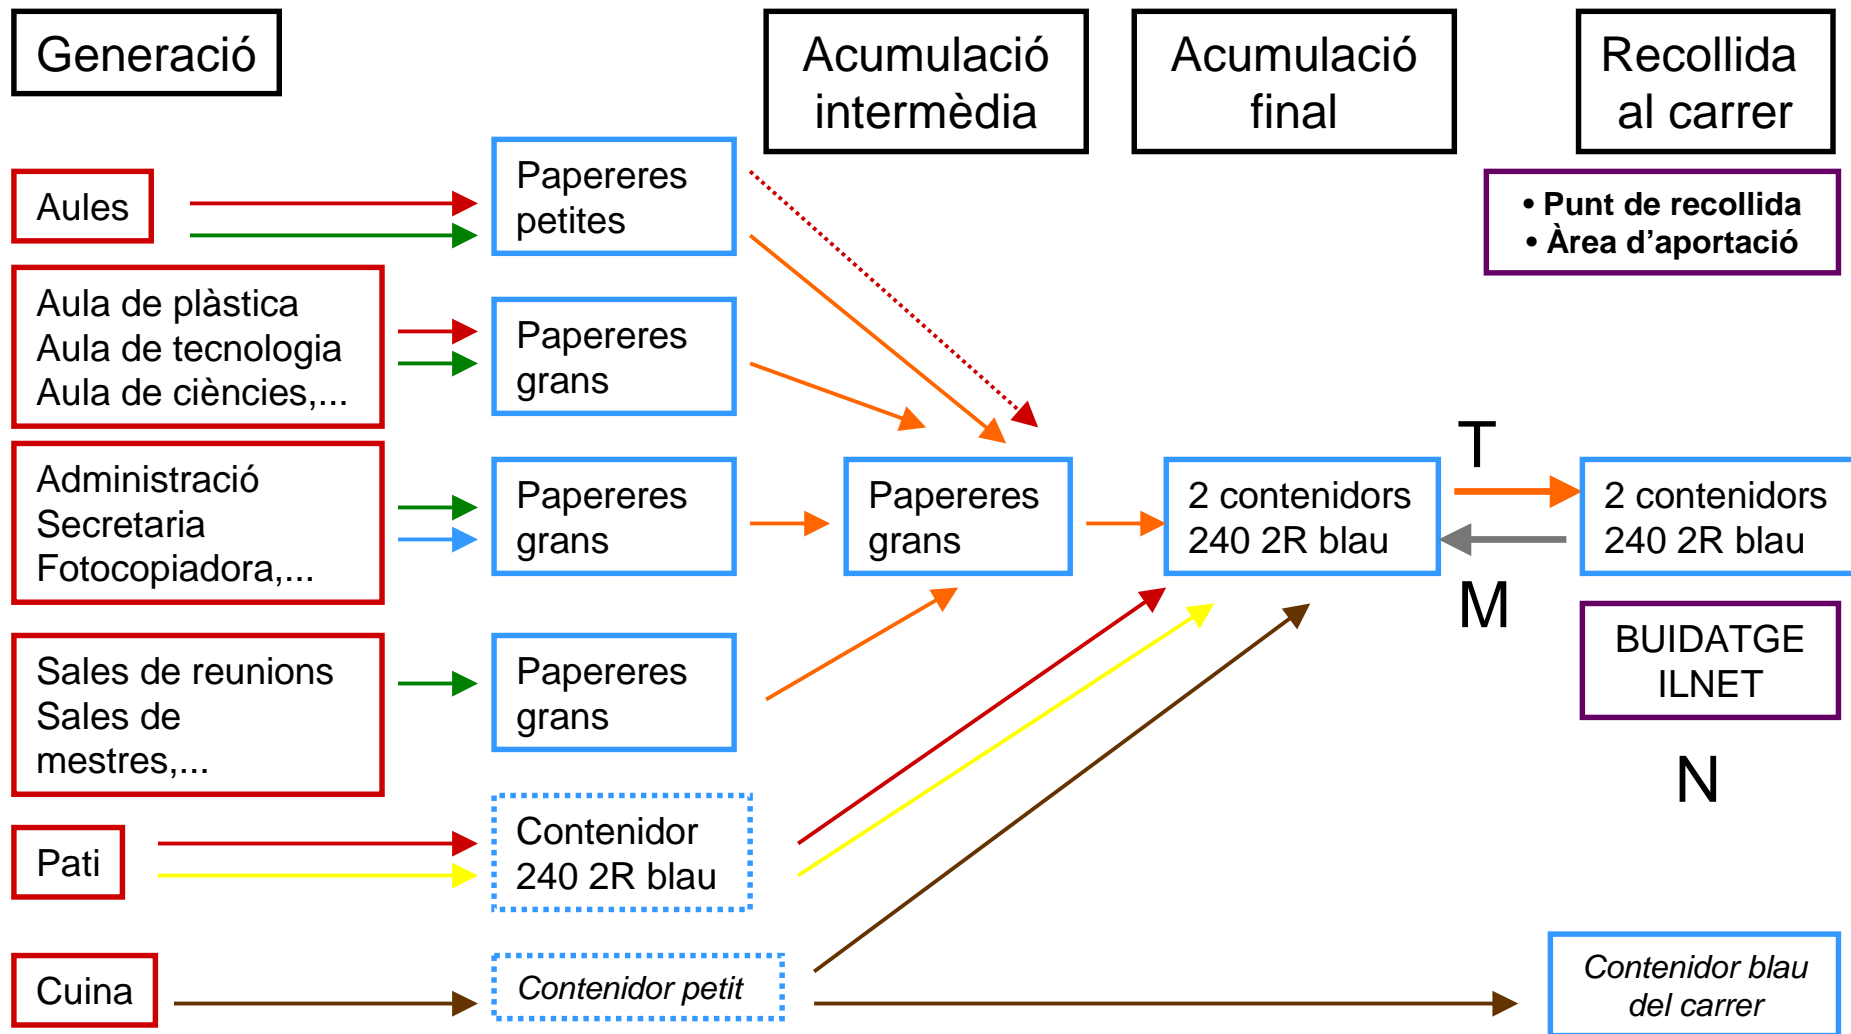 Generació
Acumulació
intermèdia
Acumulació
final
Recollida
al carrer
Aules
Papereres
petites
• Punt de recollida
• Àrea d’aportació
Aula de plàstica
Aula de tecnologia
Aula de ciències,...
Papereres
grans
Administració
Secretaria
Fotocopiadora,...
Papereres
grans
Papereres
grans
2 contenidors
240 2R blau
T
M
2 contenidors
240 2R blau
BUIDATGE
ILNET
N
Sales de reunions
Sales de
mestres,...
Papereres
grans
Pati
Contenidor
240 2R blau
Cuina
Contenidor petit
Contenidor blau
del carrer